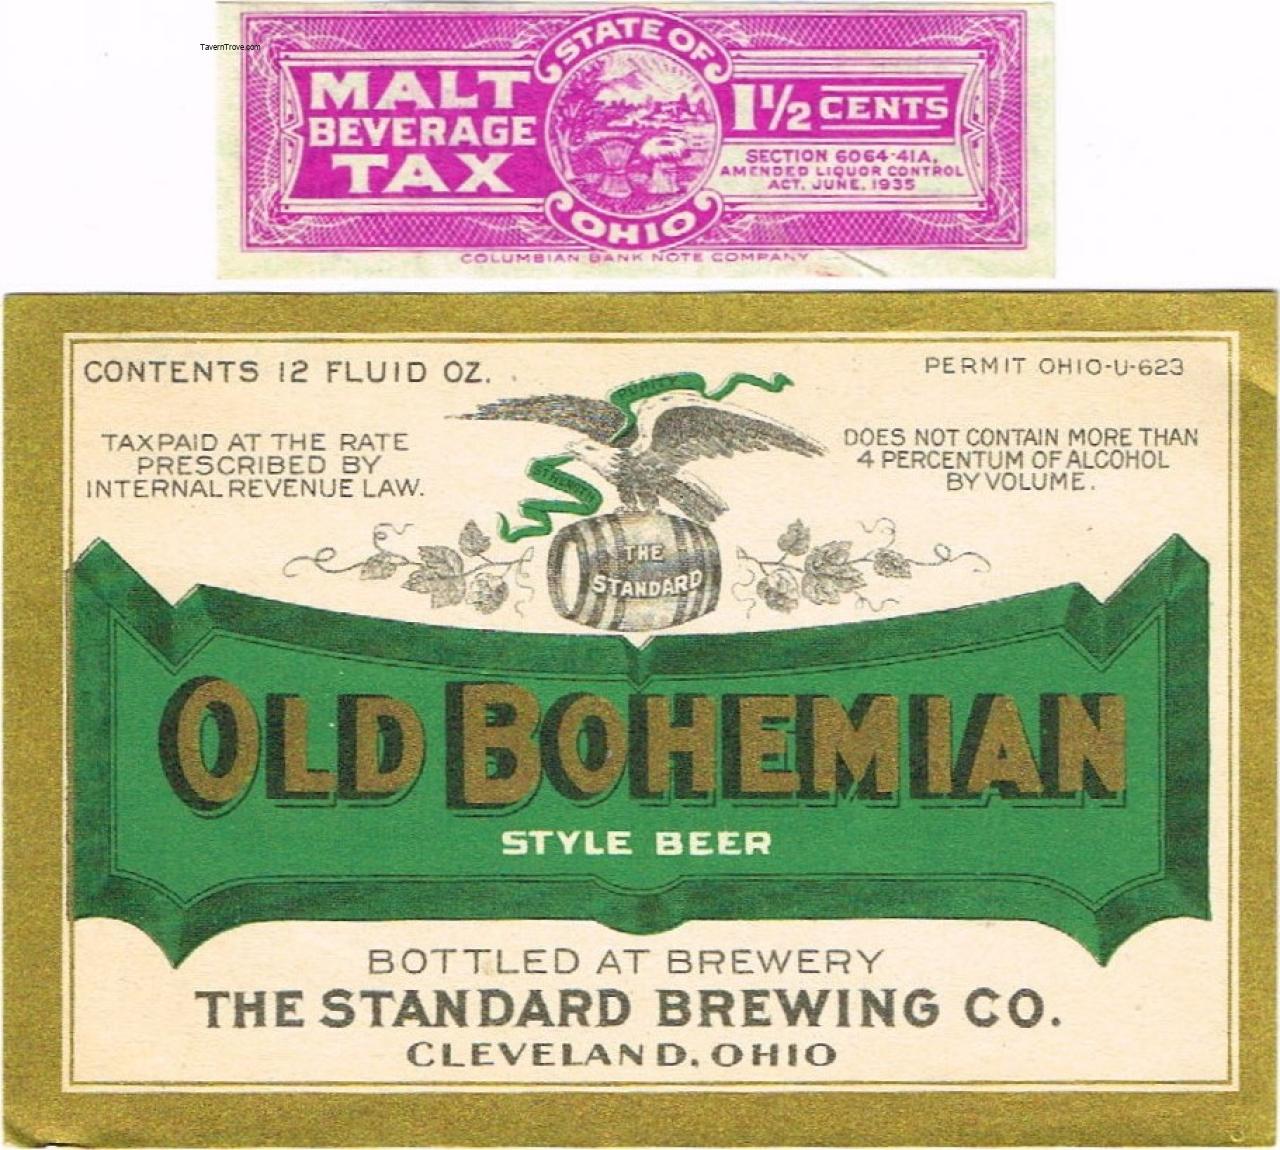 TavernTrove.com
STATE OF
MALT
BEVERAGE
TAX
1½ CENTS
SECTION 6064-41A,
AMENDED LIQUOR CONTROL
ACT, JUNE, 1935
OHIO
COLUMBIAN BANK NOTE COMPANY
CONTENTS 12 FLUID OZ.
PERMIT OHIO-U-623
PURITY
TAXPAID AT THE RATE
PRESCRIBED BY
INTERNAL REVENUE LAW.
DOES NOT CONTAIN MORE THAN
4 PERCENTUM OF ALCOHOL
BY VOLUME.
STRENGTH
THE
STANDARD
OLD BOHEMIAN
STYLE BEER
BOTTLED AT BREWERY
THE STANDARD BREWING CO.
CLEVELAND, OHIO